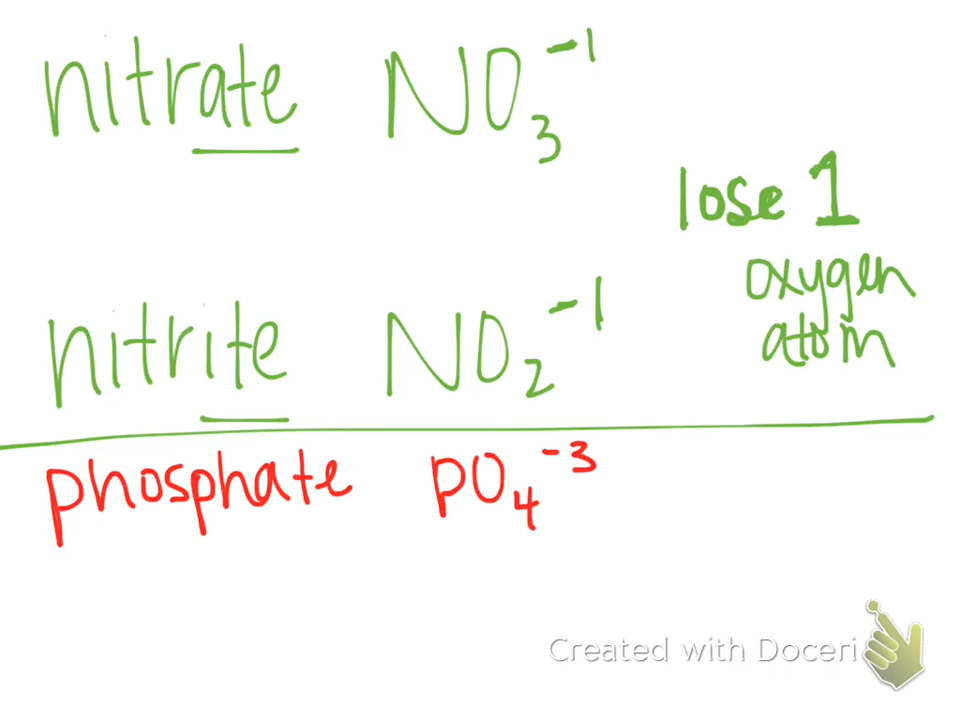 nitrate NO₃⁻¹
lose 1
oxygen
atom
nitrite NO₂⁻¹
phosphate PO₄⁻³
Created with Doceri